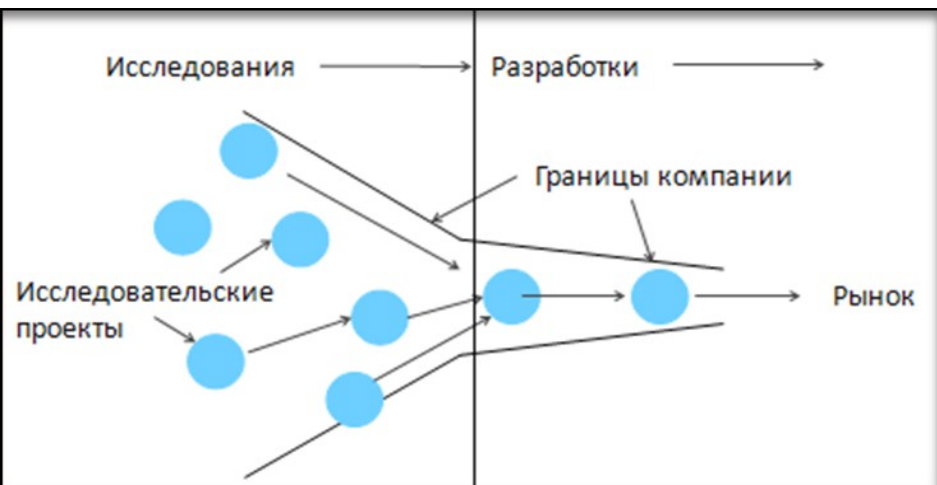 Исследования
Разработки
Границы компании
Исследовательские
проекты
Рынок